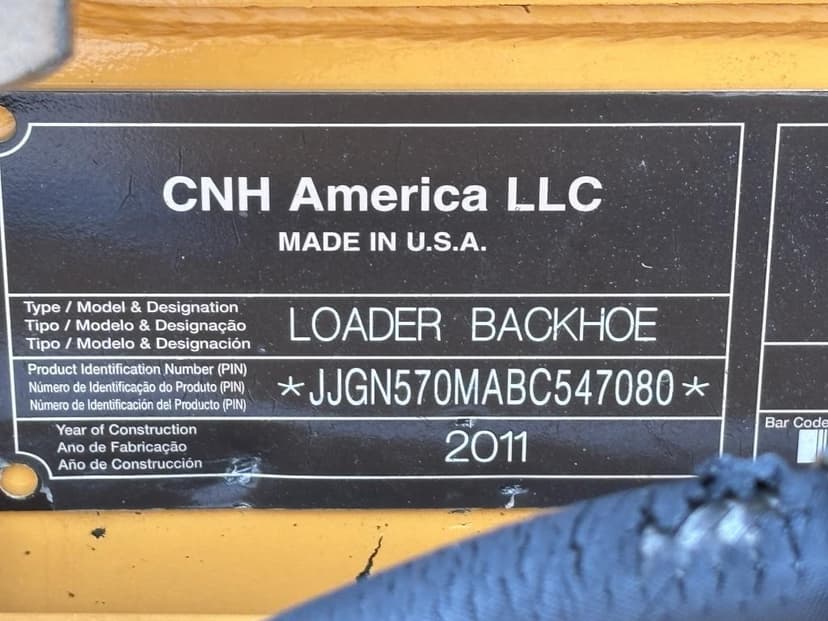 CNH America LLC
MADE IN U.S.A.
Type / Model & Designation
Tipo / Modelo & Designação
Tipo / Modelo & Designación
LOADER BACKHOE
Product Identification Number (PIN)
Número de Identificação do Produto (PIN)
Número de Identificación del Producto (PIN)
*JJGN570MABC547080*
Year of Construction
Ano de Fabricação
Año de Construcción
2011
Bar Code